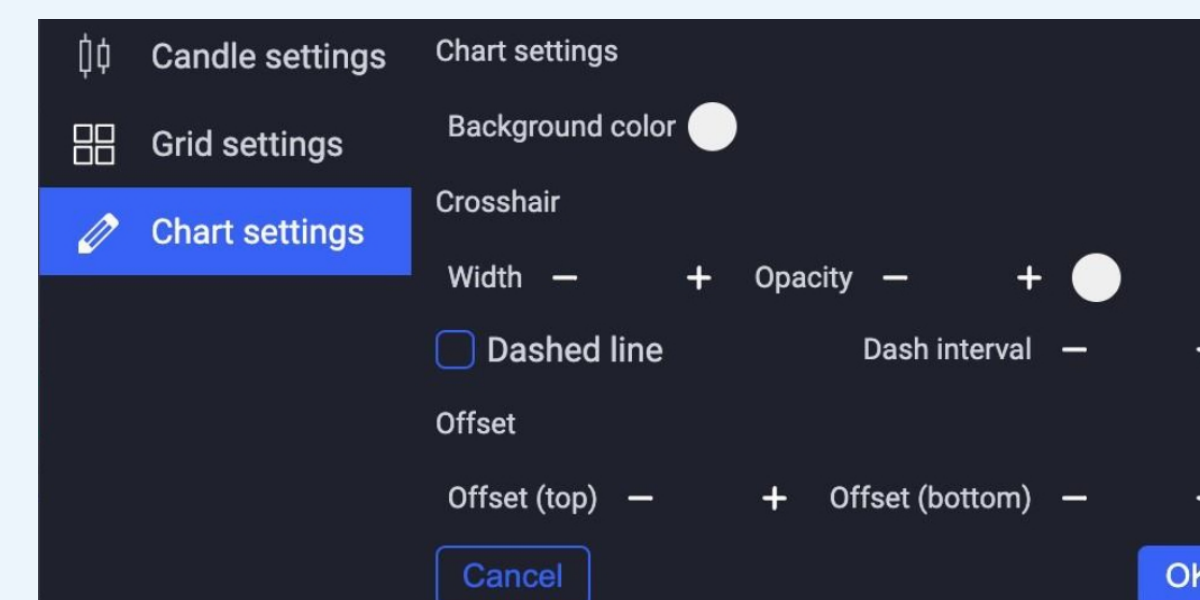 Candle settings
Grid settings
Chart settings
Chart settings
Background color
Crosshair
Width − + Opacity − +
Dashed line Dash interval −
Offset
Offset (top) − + Offset (bottom) −
Cancel OK